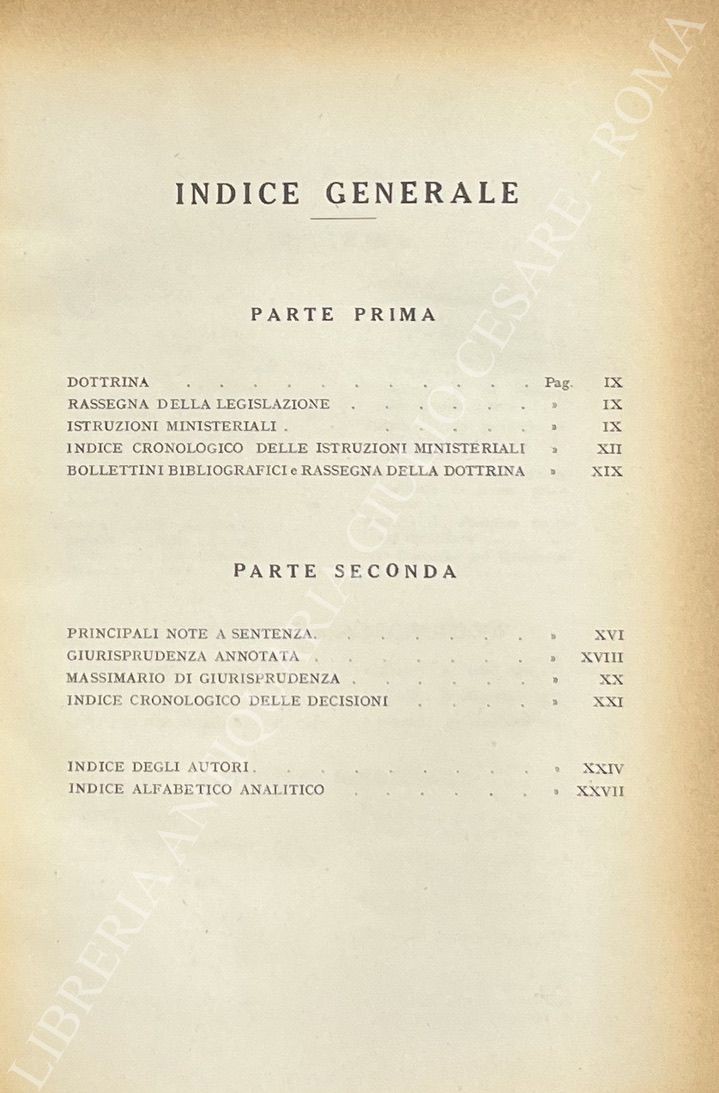 INDICE GENERALE
PARTE PRIMA
DOTTRINA . . . . . . . . . . . Pag. IX
RASSEGNA DELLA LEGISLAZIONE . . . . . . » IX
ISTRUZIONI MINISTERIALI . . . . . . » IX
INDICE CRONOLOGICO DELLE ISTRUZIONI MINISTERIALI » XII
BOLLETTINI BIBLIOGRAFICI e RASSEGNA DELLA DOTTRINA » XIX
PARTE SECONDA
PRINCIPALI NOTE A SENTENZA. . . . . . . » XVI
GIURISPRUDENZA ANNOTATA . . . . . . . » XVIII
MASSIMARIO DI GIURISPRUDENZA . . . . . . » XX
INDICE CRONOLOGICO DELLE DECISIONI . . . . » XXI
INDICE DEGLI AUTORI . . . . . . . . . » XXIV
INDICE ALFABETICO ANALITICO . . . . . . » XXVII
LIBRERIA ANTIQUARIA GIULIO CESARE - ROMA